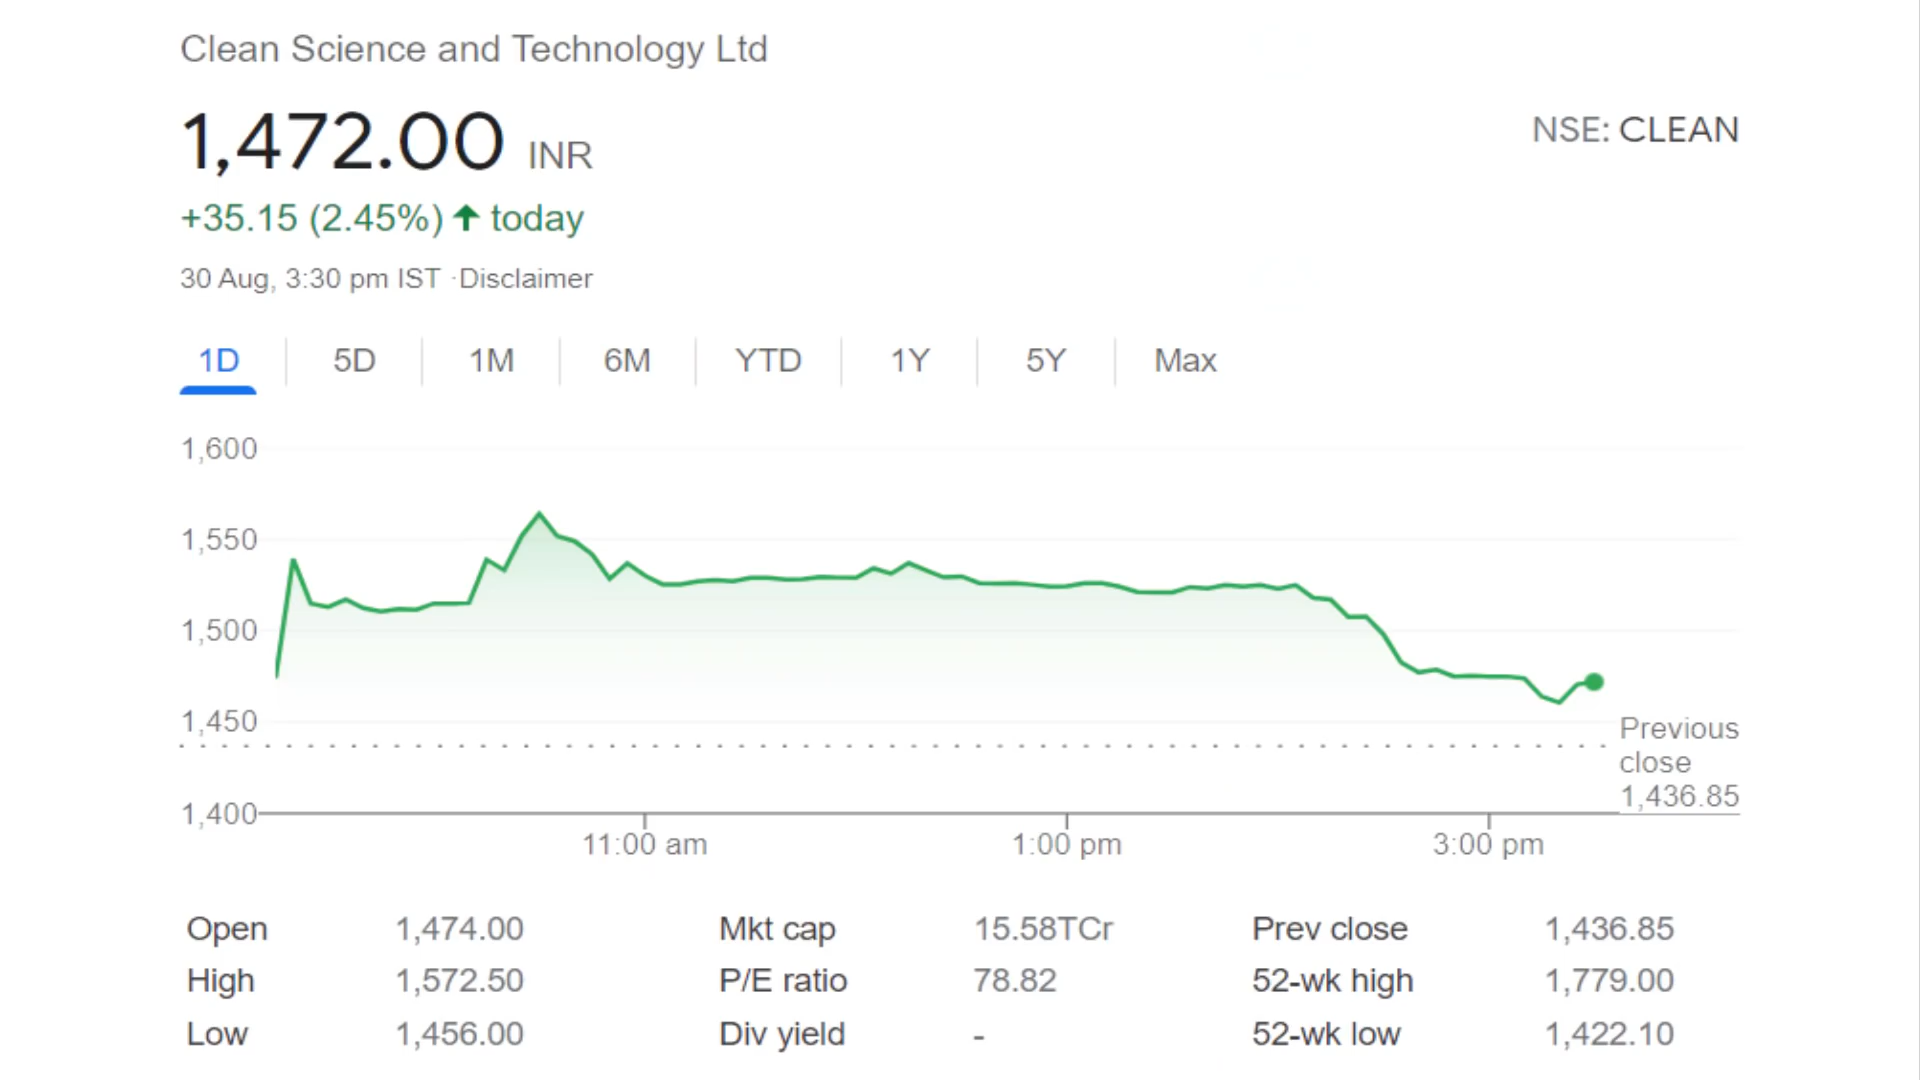 Clean Science and Technology Ltd
1,472.00 INR
NSE: CLEAN
+35.15 (2.45%) ↑ today
30 Aug, 3:30 pm IST ·Disclaimer
1D 5D 1M 6M YTD 1Y 5Y Max
1,600
1,550
1,500
1,450
Previous
close
1,436.85
1,400
11:00 am 1:00 pm 3:00 pm
Open 1,474.00 Mkt cap 15.58TCr Prev close 1,436.85
High 1,572.50 P/E ratio 78.82 52-wk high 1,779.00
Low 1,456.00 Div yield - 52-wk low 1,422.10